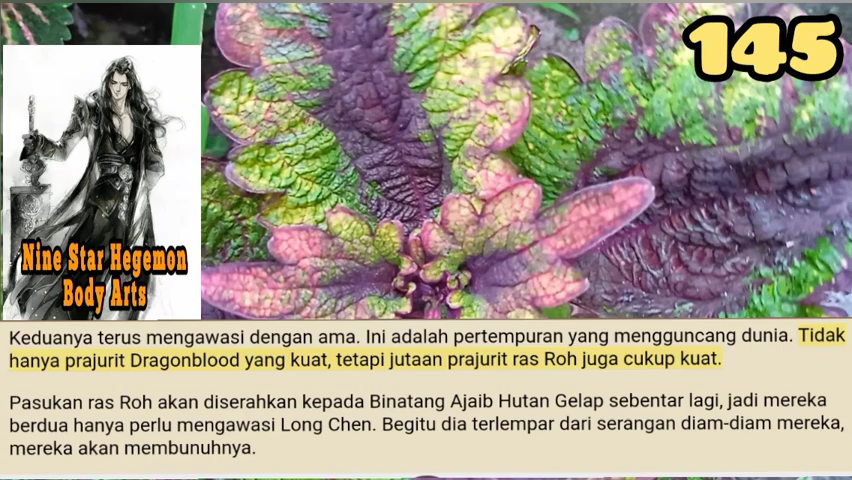 145
Nine Star Hegemon
Body Arts
Keduanya terus mengawasi dengan ama. Ini adalah pertempuran yang mengguncang dunia. Tidak
hanya prajurit Dragonblood yang kuat, tetapi jutaan prajurit ras Roh juga cukup kuat.
Pasukan ras Roh akan diserahkan kepada Binatang Ajaib Hutan Gelap sebentar lagi, jadi mereka
berdua hanya perlu mengawasi Long Chen. Begitu dia terlempar dari serangan diam-diam mereka,
mereka akan membunuhnya.